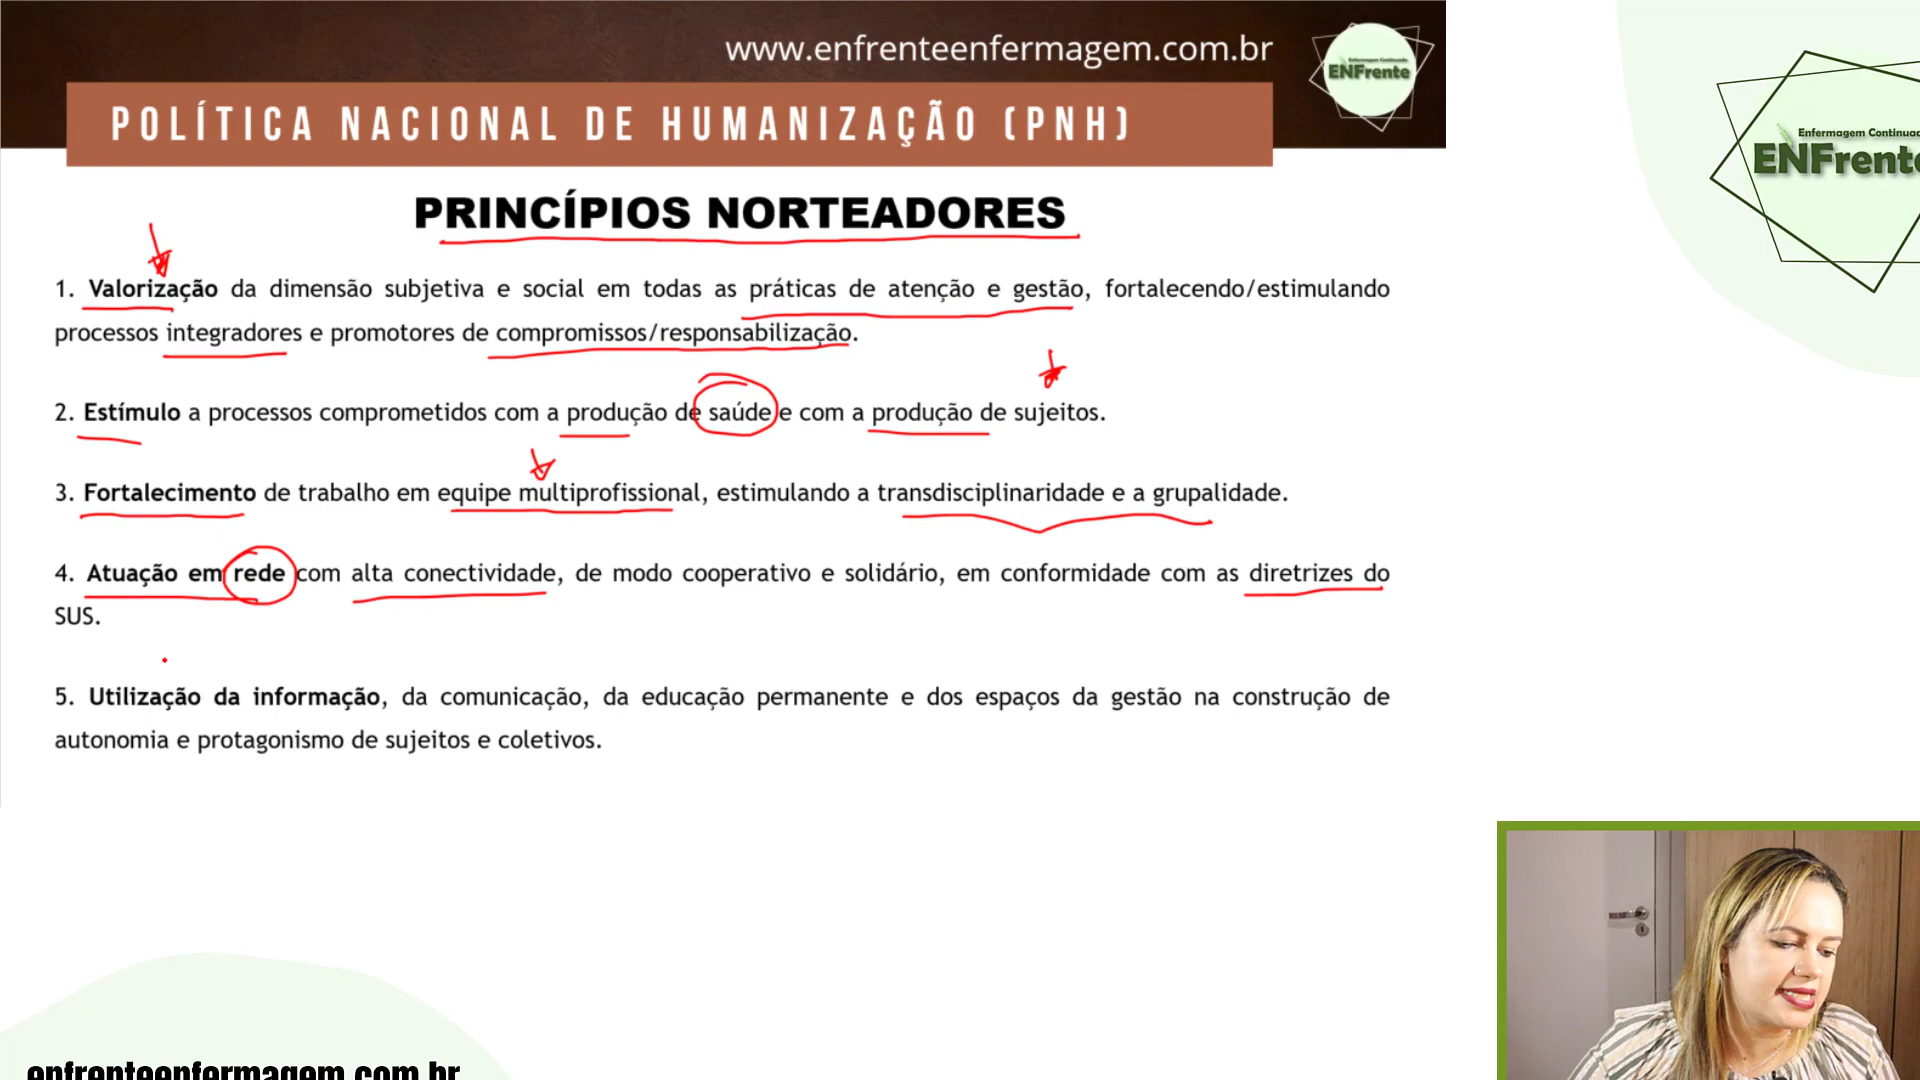 www.enfrenteenfermagem.com.br
Enfermagem Continuada
ENFrente
POLÍTICA NACIONAL DE HUMANIZAÇÃO (PNH)
Enfermagem Continuad
ENFrente
PRINCÍPIOS NORTEADORES
1. Valorização da dimensão subjetiva e social em todas as práticas de atenção e gestão, fortalecendo/estimulando
processos integradores e promotores de compromissos/responsabilização.
2. Estímulo a processos comprometidos com a produção de saúde e com a produção de sujeitos.
3. Fortalecimento de trabalho em equipe multiprofissional, estimulando a transdisciplinaridade e a grupalidade.
4. Atuação em rede com alta conectividade, de modo cooperativo e solidário, em conformidade com as diretrizes do
SUS.
5. Utilização da informação, da comunicação, da educação permanente e dos espaços da gestão na construção de
autonomia e protagonismo de sujeitos e coletivos.
enfrenteenfermagem.com.br